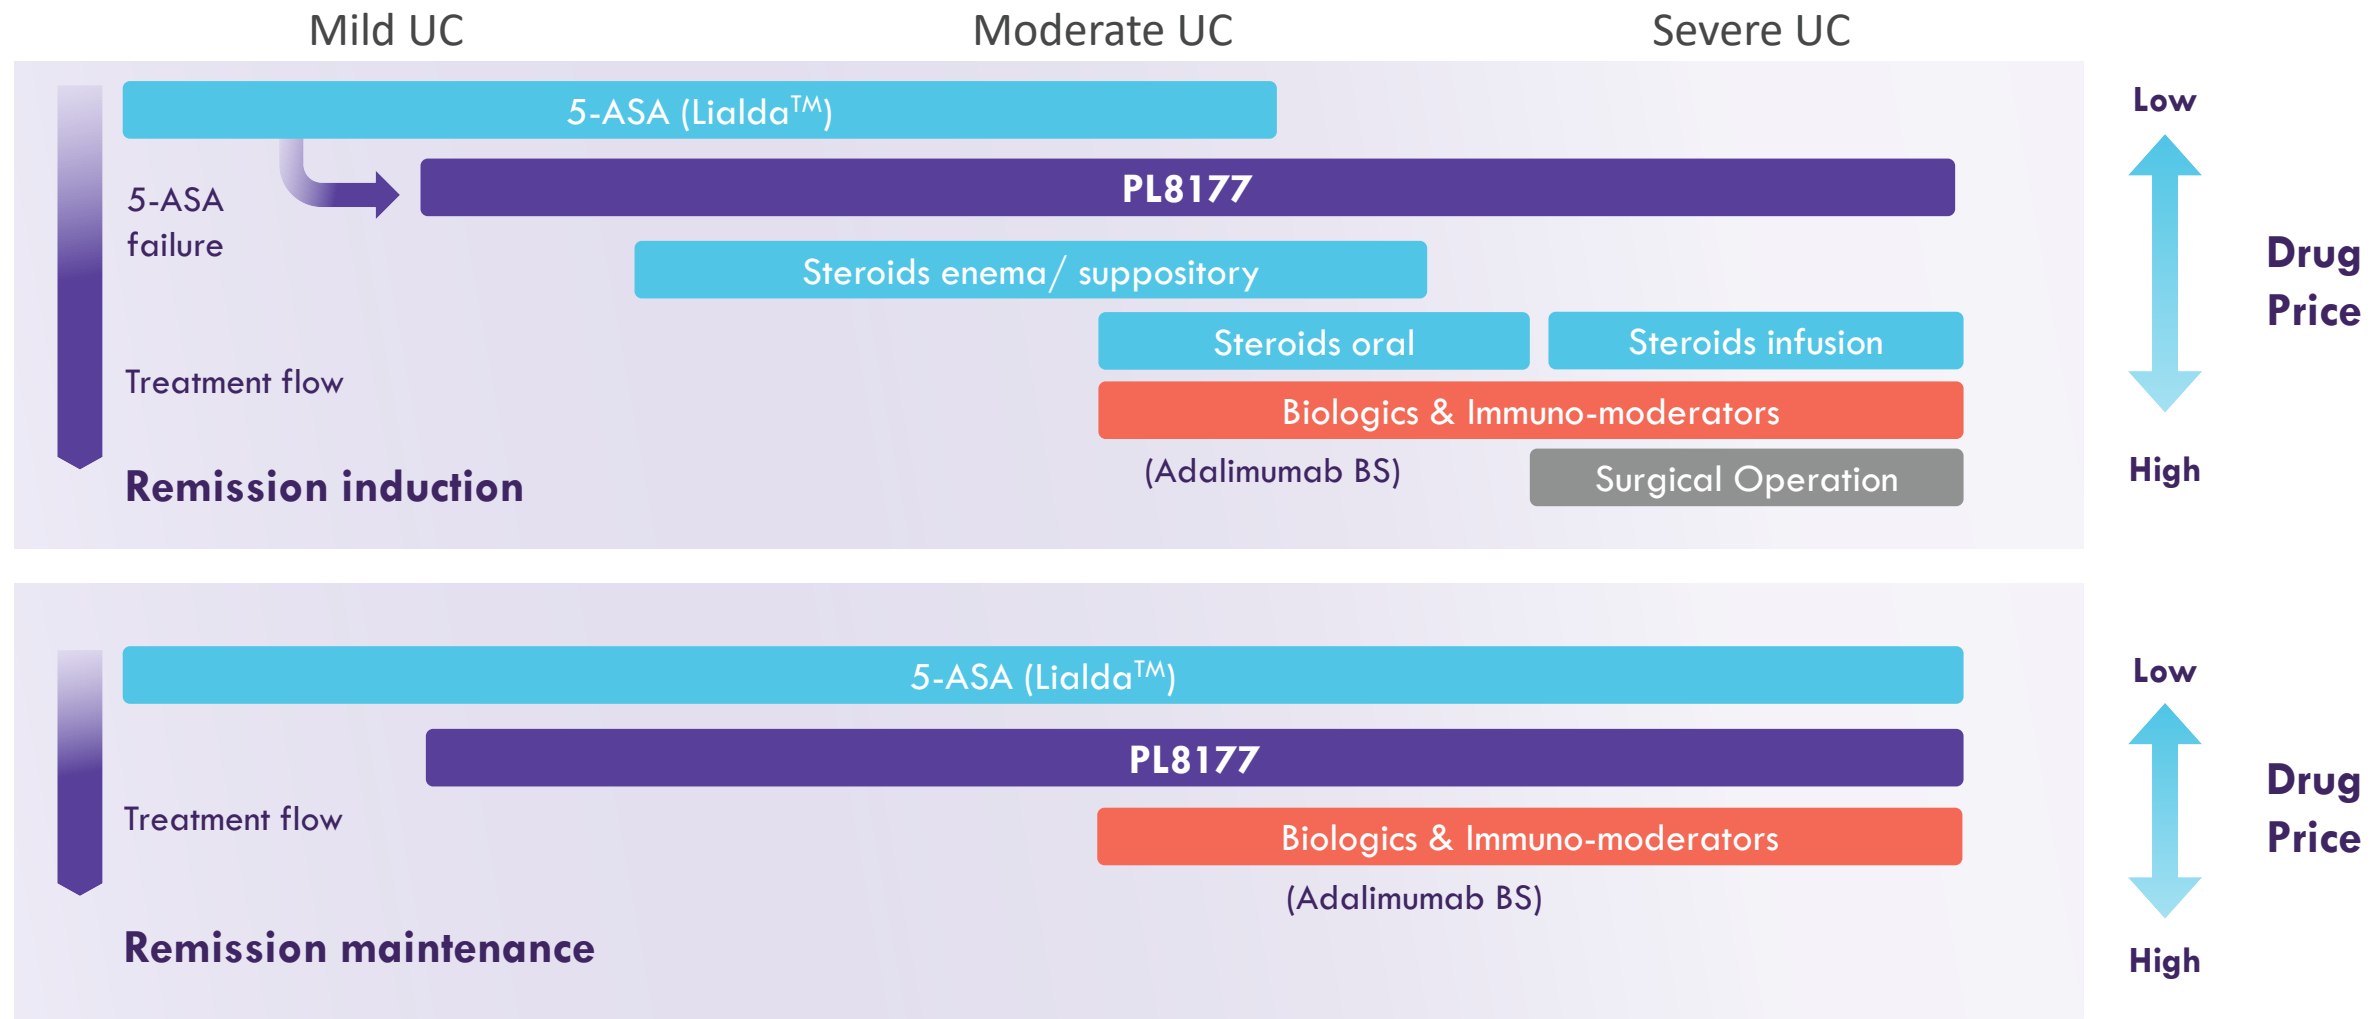 Mild UC
Moderate UC
Severe UC
5-ASA (Lialda™)
PL8177
5-ASA
failure
Steroids enema/ suppository
Steroids oral
Steroids infusion
Treatment flow
Biologics & Immuno-moderators
(Adalimumab BS)
Surgical Operation
Remission induction
Low
Drug
Price
High
5-ASA (Lialda™)
PL8177
Treatment flow
Biologics & Immuno-moderators
(Adalimumab BS)
Remission maintenance
Low
Drug
Price
High